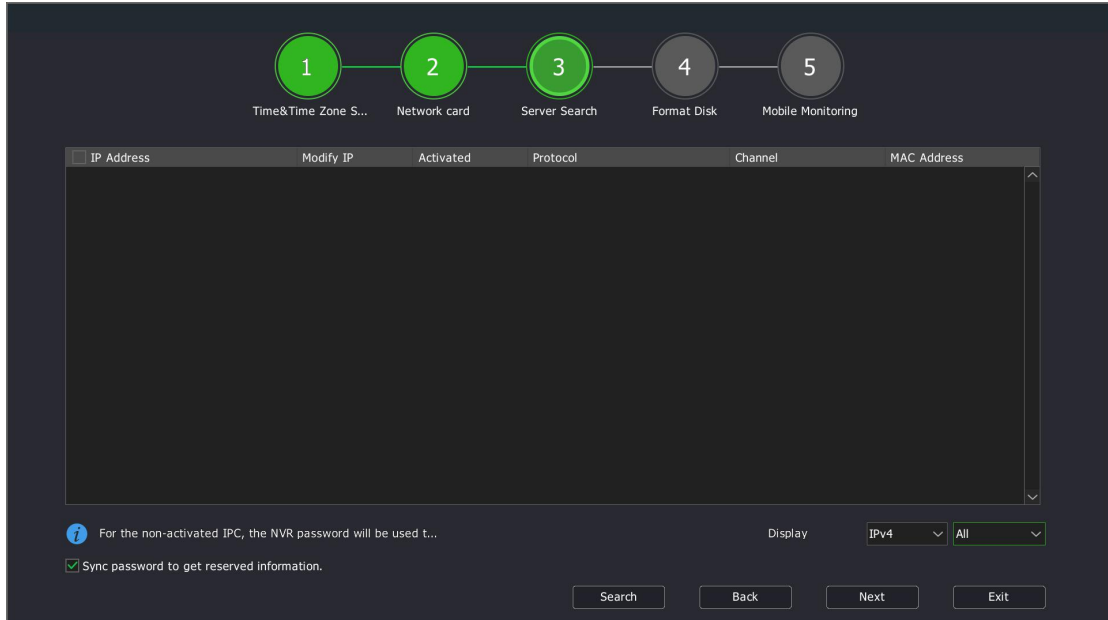 1 2 3 4 5
Time&Time Zone S... Network card Server Search Format Disk Mobile Monitoring
IP Address Modify IP Activated Protocol Channel MAC Address
i For the non-activated IPC, the NVR password will be used t... Display IPv4 All
Sync password to get reserved information.
Search Back Next Exit